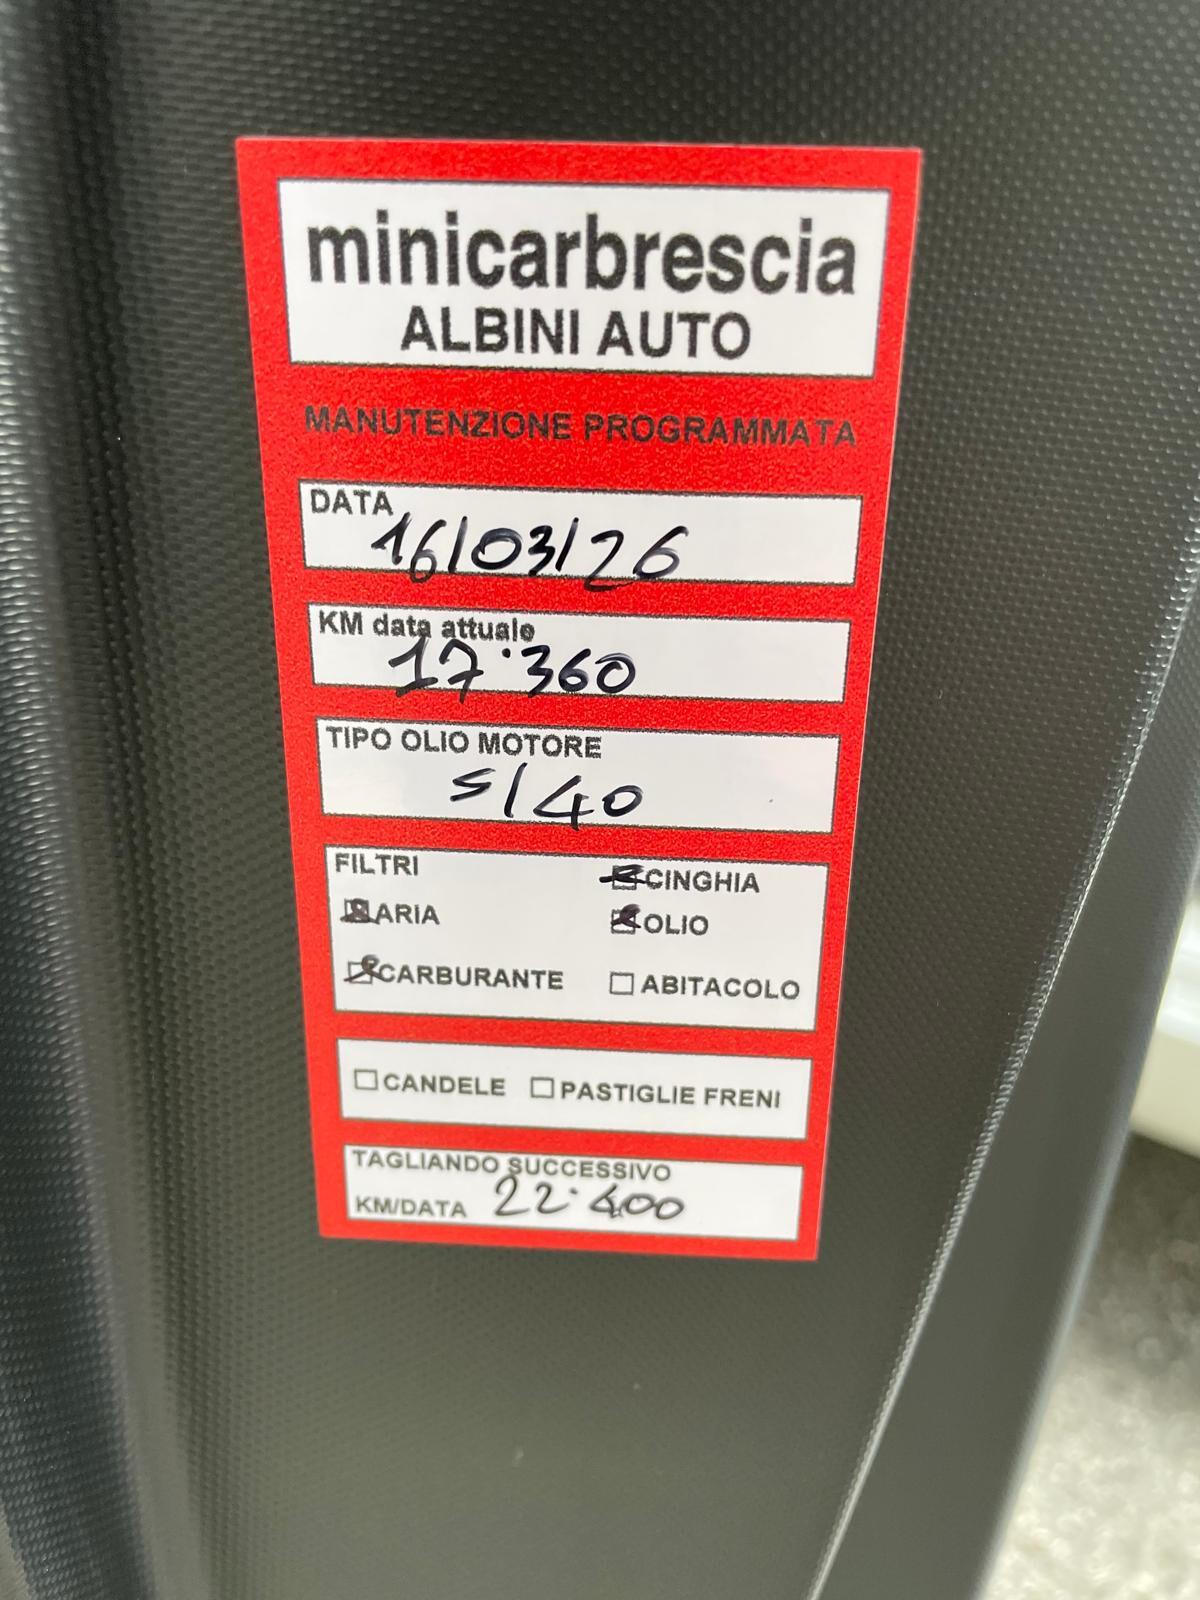 minicarbrescia
ALBINI AUTO
MANUTENZIONE PROGRAMMATA
DATA
16/03/26
KM data attuale
17.360
TIPO OLIO MOTORE
5/40
FILTRI
CINGHIA
ARIA
OLIO
CARBURANTE
ABITACOLO
CANDELE PASTIGLIE FRENI
TAGLIANDO SUCCESSIVO
KM/DATA 22.400